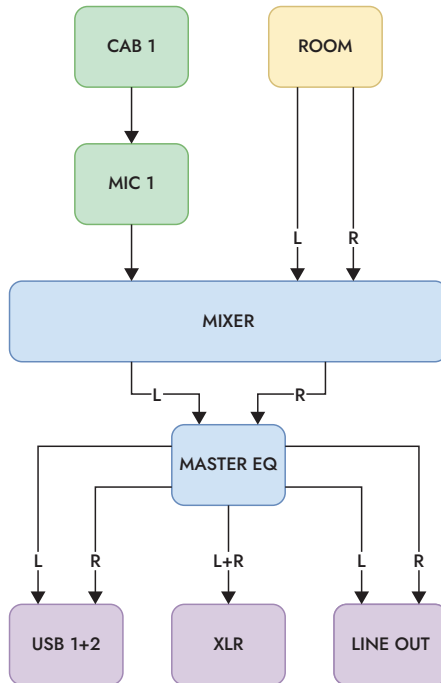 CAB 1
ROOM
MIC 1
L
R
MIXER
L
R
MASTER EQ
L
R
L+R
L
R
USB 1+2
XLR
LINE OUT